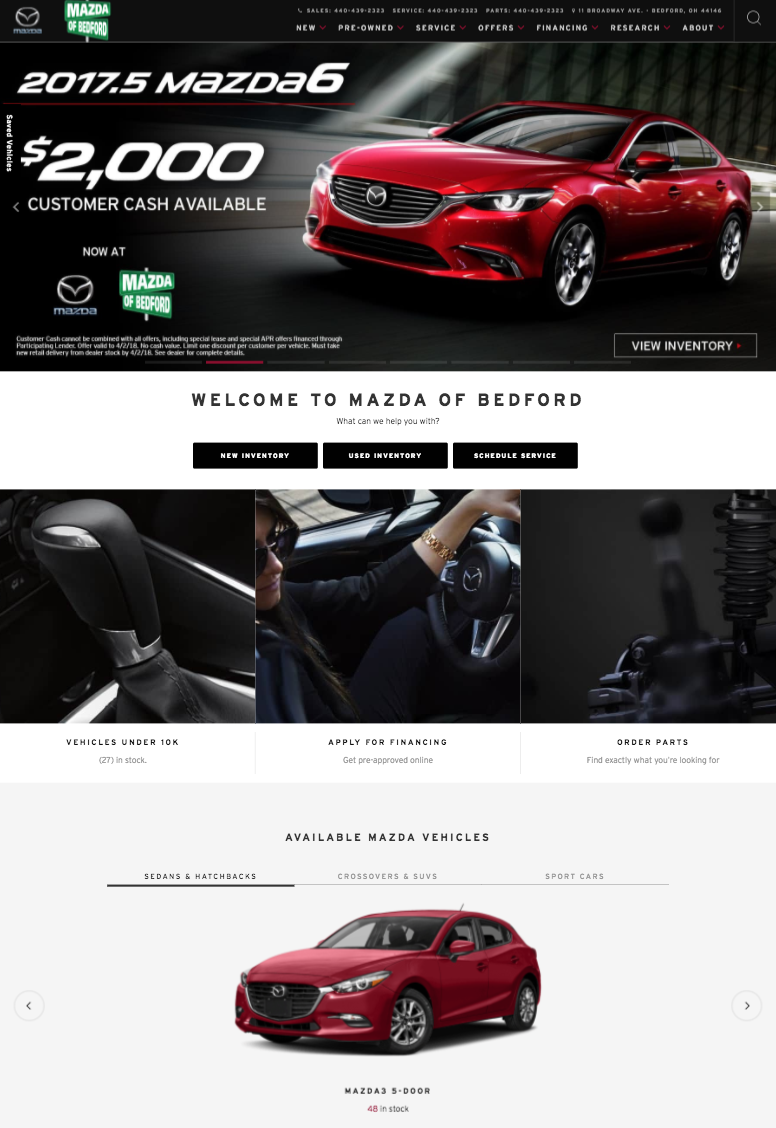 mazda
MAZDA
OF BEDFORD
SALES: 440-439-2323 SERVICE: 440-439-2323 PARTS: 440-439-2323 11 BROADWAY AVE. • BEDFORD, OH 44146
NEW PRE-OWNED SERVICE OFFERS FINANCING RESEARCH ABOUT
2017.5 mazda6
Saved Vehicles
$2,000
CUSTOMER CASH AVAILABLE
NOW AT
mazda
MAZDA
OF BEDFORD
Customer Cash cannot be combined with all offers, including special lease and special APR offers financed through
Participating Lender. Offer valid to 4/2/18. No cash value. Limit one discount per customer per vehicle. Must take
new retail delivery from dealer stock by 4/2/18. See dealer for complete details.
VIEW INVENTORY
WELCOME TO MAZDA OF BEDFORD
What can we help you with?
NEW INVENTORY USED INVENTORY SCHEDULE SERVICE
VEHICLES UNDER 10K APPLY FOR FINANCING ORDER PARTS
(27) in stock. Get pre-approved online Find exactly what you're looking for
AVAILABLE MAZDA VEHICLES
SEDANS & HATCHBACKS CROSSOVERS & SUVS SPORT CARS
MAZDA3 5-DOOR
48 in stock